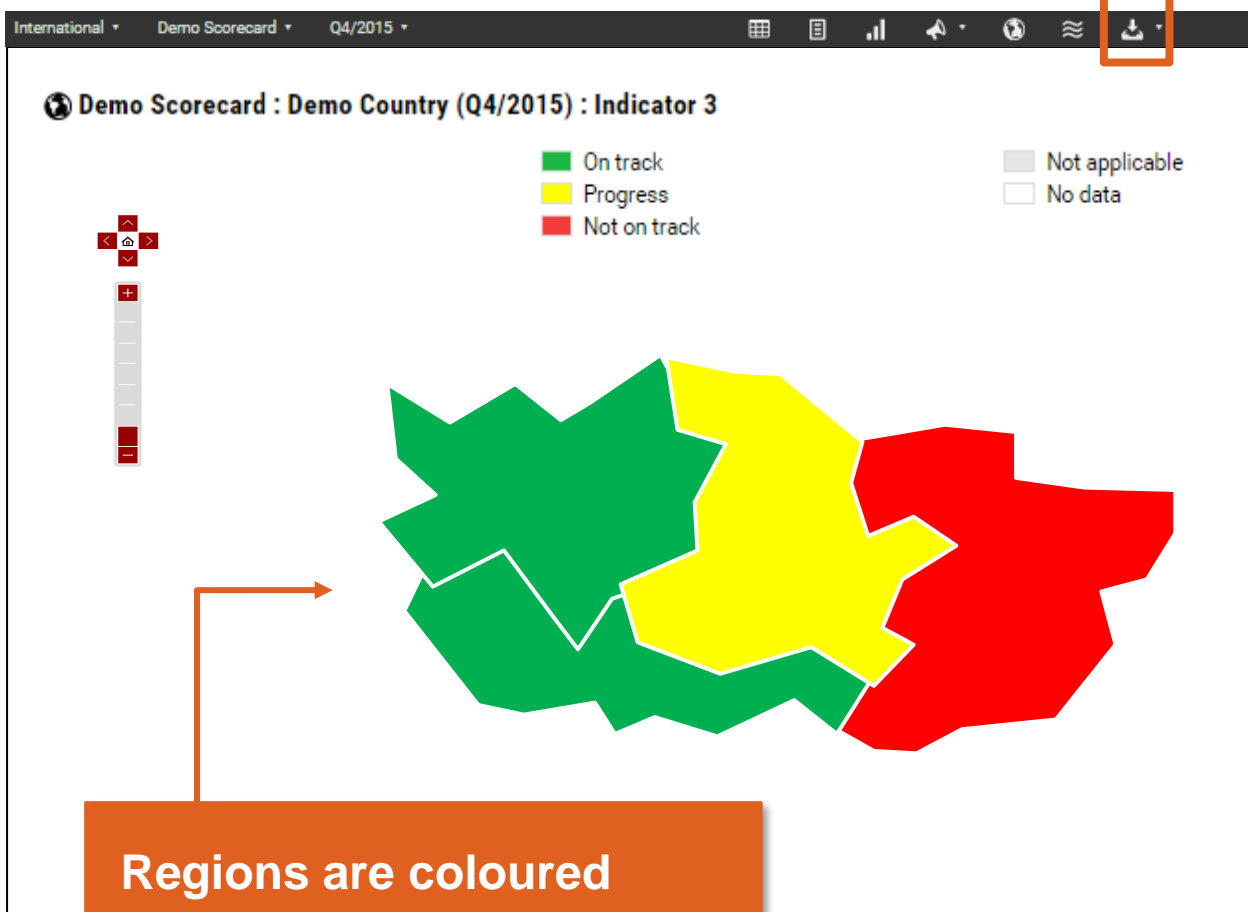 International Demo Scorecard Q4/2015
Demo Scorecard : Demo Country (Q4/2015) : Indicator 3
On track
Progress
Not on track
Not applicable
No data
Regions are coloured